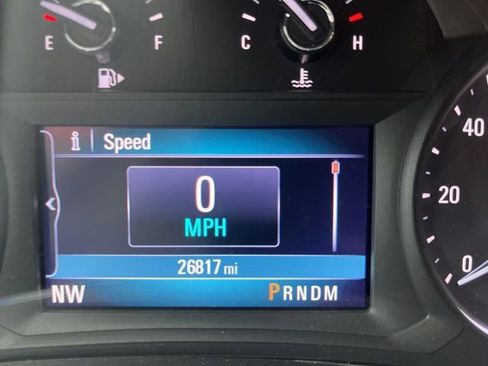 E F C H
i Speed
40
0
MPH
20
26817 mi
0
NW PRNDM